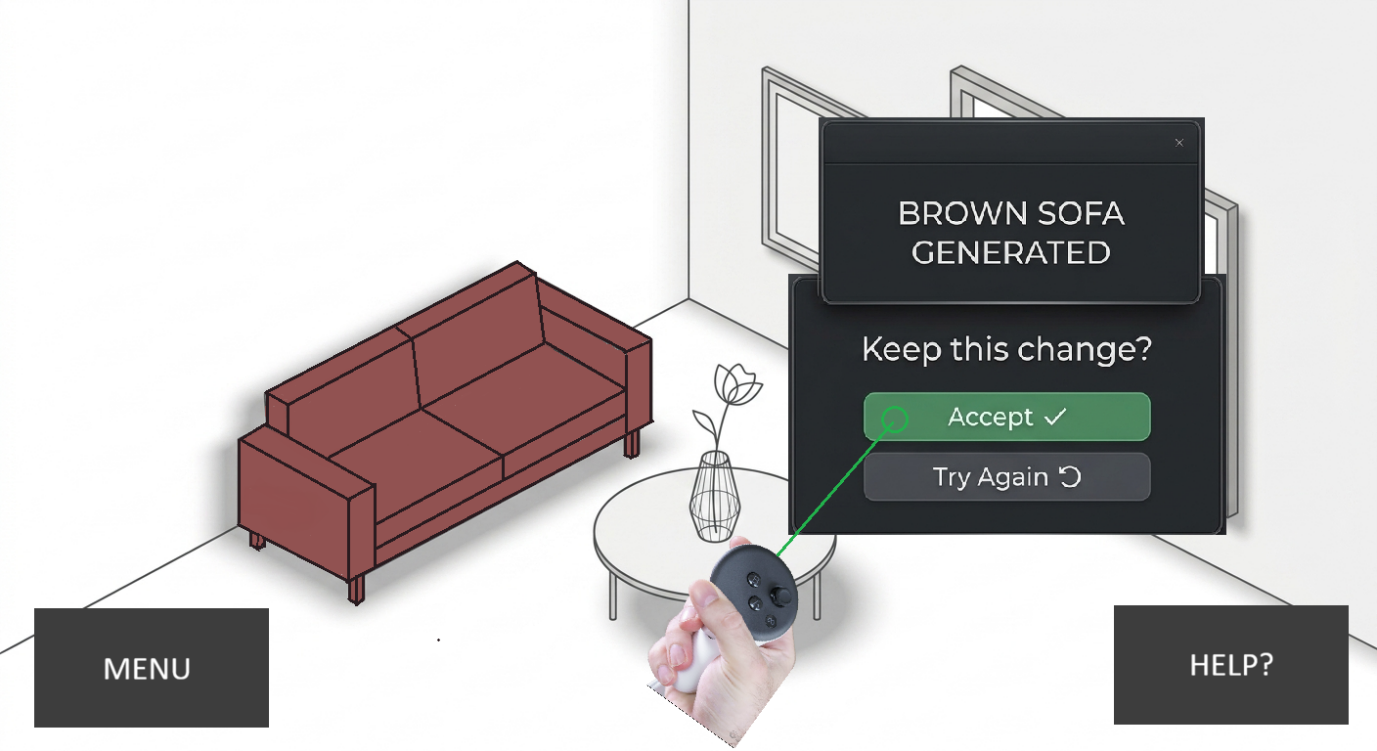 BROWN SOFA
GENERATED
Keep this change?
Accept ✓
Try Again
MENU
HELP?